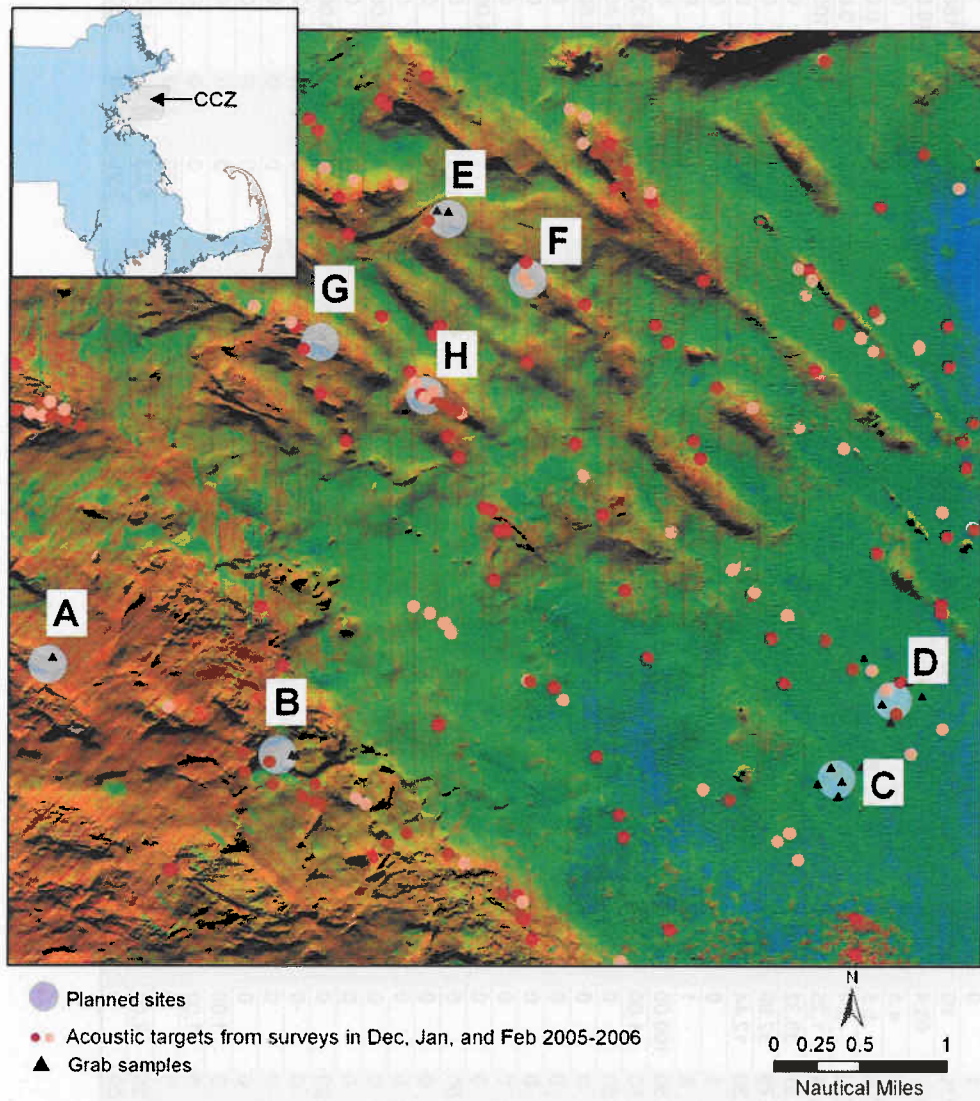 CCZ
E
F
G
H
A
B
D
C
Planned sites
Acoustic targets from surveys in Dec, Jan, and Feb 2005-2006
Grab samples
N
0 0.25 0.5 1
Nautical Miles